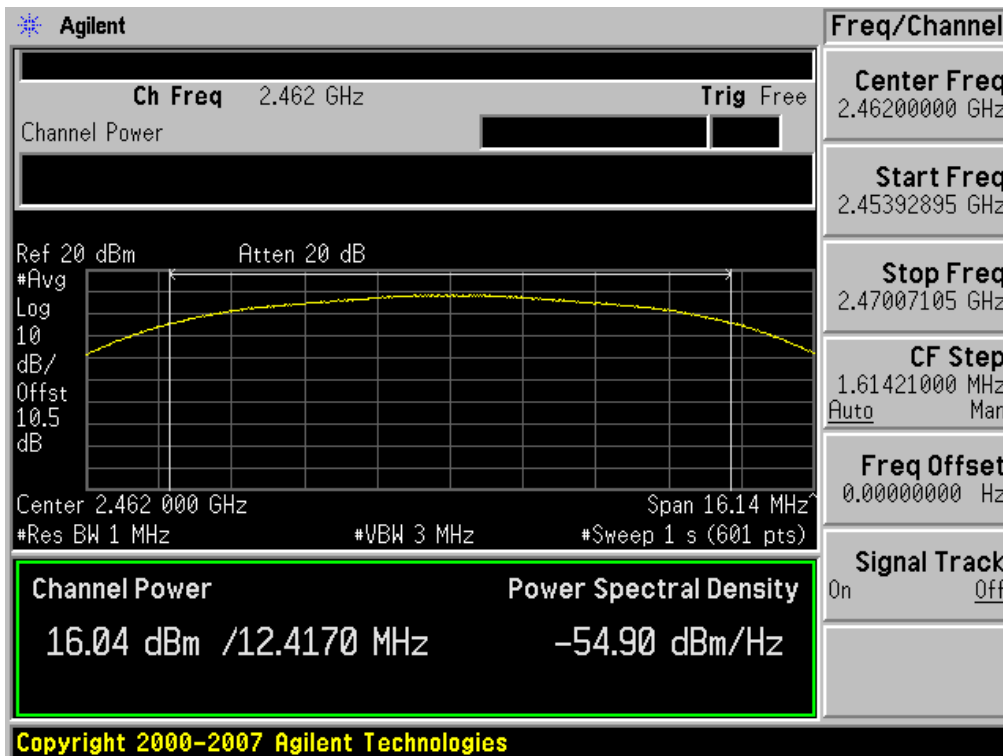 Agilent
Freq/Channel
Ch Freq 2.462 GHz
Trig Free
Channel Power
Center Freq
2.46200000 GHz
Start Freq
2.45392895 GHz
Stop Freq
2.47007105 GHz
CF Step
1.61421000 MHz
Auto Man
Freq Offset
0.00000000 Hz
Signal Track
On Off
Ref 20 dBm
Atten 20 dB
#Avg
Log
10
dB/
Offst
10.5
dB
Center 2.462 000 GHz
Span 16.14 MHz^
#Res BW 1 MHz
#VBW 3 MHz
#Sweep 1 s (601 pts)
Channel Power
Power Spectral Density
16.04 dBm /12.4170 MHz
-54.90 dBm/Hz
Copyright 2000-2007 Agilent Technologies